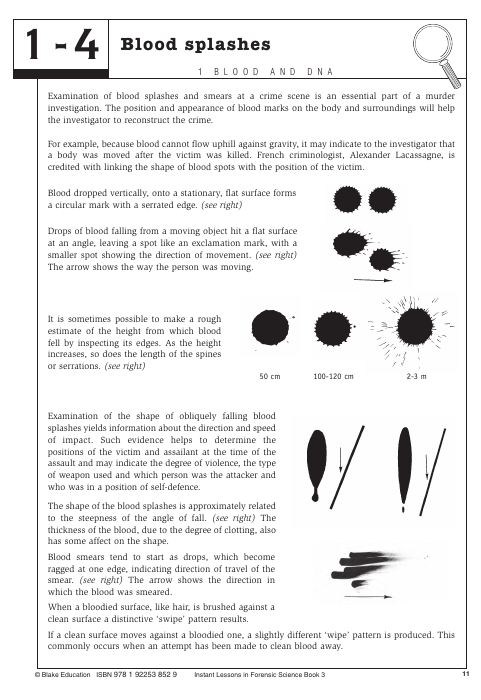 1 - 4
Blood splashes
1 BLOOD AND DNA
Examination of blood splashes and smears at a crime scene is an essential part of a murder
investigation. The position and appearance of blood marks on the body and surroundings will help
the investigator to reconstruct the crime.
For example, because blood cannot flow uphill against gravity, it may indicate to the investigator that
a body was moved after the victim was killed. French criminologist, Alexander Lacassagne, is
credited with linking the shape of blood spots with the position of the victim.
Blood dropped vertically, onto a stationary, flat surface forms
a circular mark with a serrated edge. (see right)
Drops of blood falling from a moving object hit a flat surface
at an angle, leaving a spot like an exclamation mark, with a
smaller spot showing the direction of movement. (see right)
The arrow shows the way the person was moving.
It is sometimes possible to make a rough
estimate of the height from which blood
fell by inspecting its edges. As the height
increases, so does the length of the spines
or serrations. (see right)
50 cm
100-120 cm
2-3 m
Examination of the shape of obliquely falling blood
splashes yields information about the direction and speed
of impact. Such evidence helps to determine the
positions of the victim and assailant at the time of the
assault and may indicate the degree of violence, the type
of weapon used and which person was the attacker and
who was in a position of self-defence.
The shape of the blood splashes is approximately related
to the steepness of the angle of fall. (see right) The
thickness of the blood, due to the degree of clotting, also
has some affect on the shape.
Blood smears tend to start as drops, which become
ragged at one edge, indicating direction of travel of the
smear. (see right) The arrow shows the direction in
which the blood was smeared.
When a bloodied surface, like hair, is brushed against a
clean surface a distinctive 'swipe' pattern results.
If a clean surface moves against a bloodied one, a slightly different 'wipe' pattern is produced. This
commonly occurs when an attempt has been made to clean blood away.
© Blake Education ISBN 978 1 92253 852 9 Instant Lessons in Forensic Science Book 3 11